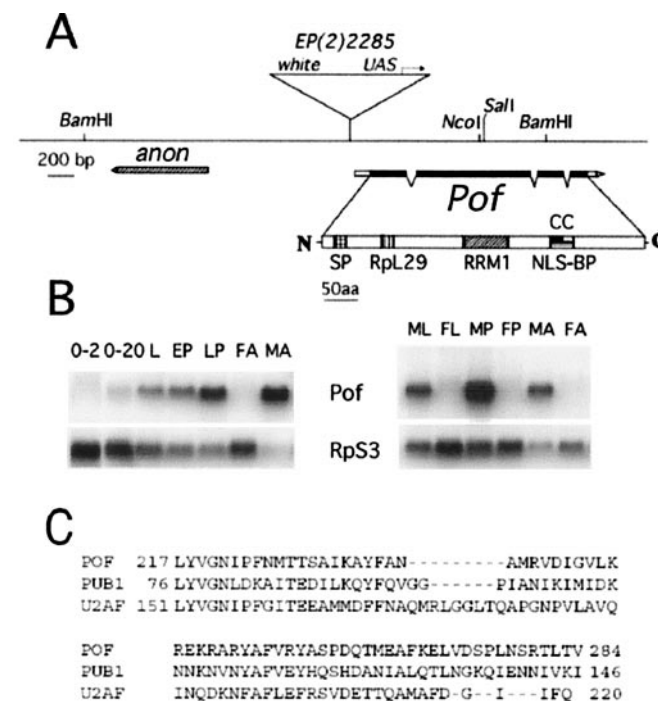 A
EP(2)2285
white UAS
BamHI NcoI SalI BamHI
200 bp anon
Pof
CC
N C
SP RpL29 RRM1 NLS-BP
50aa
B
0-2 0-20 L EP LP FA MA
ML FL MP FP MA FA
Pof
RpS3
C
POF 217 LYVGNIPFNMTTSAIKAYFAN----------AMRVDIGVLK
PUB1 76 LYVGNLDKAITEDILKQYFQVGG-------PIANIKIMIDK
U2AF 151 LYVGNIPFGITEEAMMDFFNAQMRLGGLTQAPGNPVLAVQ
POF REKRARYAFVRYASPDQTMEAFKELVDSPLNSRTLTV 284
PUB1 NNKNVNYAFVEYHQSHDANIALQTLNGKQIENNIVKI 146
U2AF INQDKNFAFLEFRSVDETTQAMAFD-G--I---IFQ 220